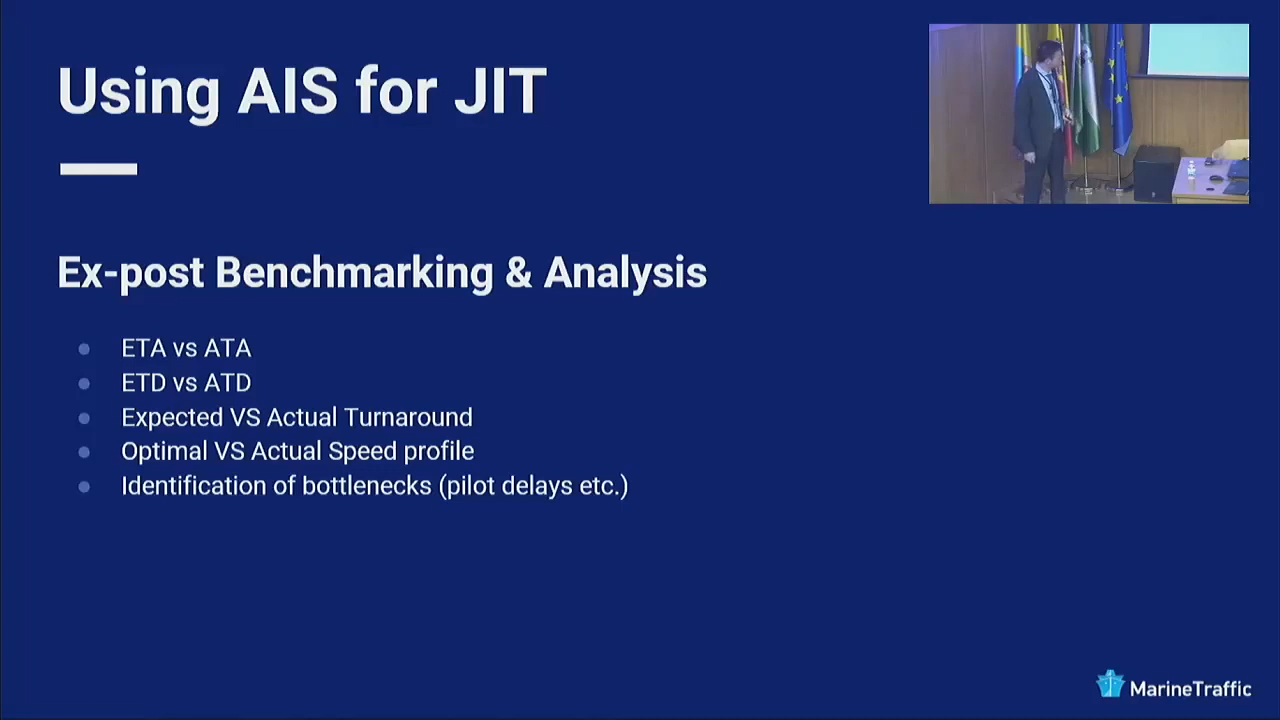 Using AIS for JIT
Ex-post Benchmarking & Analysis
ETA vs ATA
ETD vs ATD
Expected VS Actual Turnaround
Optimal VS Actual Speed profile
Identification of bottlenecks (pilot delays etc.)
MarineTraffic